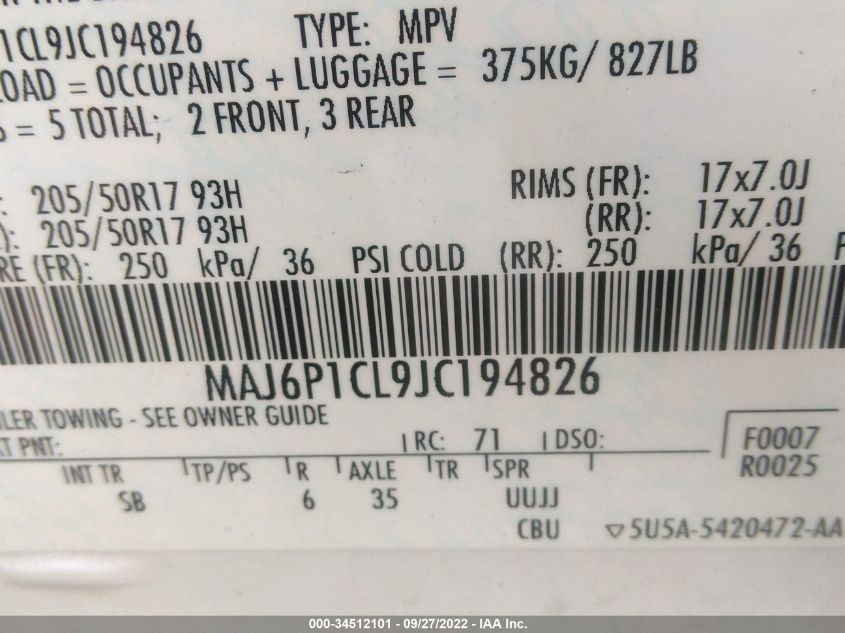 1CL9JC194826 TYPE: MPV
LOAD = OCCUPANTS + LUGGAGE = 375KG/ 827LB
S = 5 TOTAL; 2 FRONT, 3 REAR
: 205/50R17 93H RIMS (FR): 17x7.0J
): 205/50R17 93H (RR): 17x7.0J
RE (FR): 250 kPa/ 36 PSI COLD (RR): 250 kPa/ 36 F
MAJ6P1CL9JC194826
ILER TOWING - SEE OWNER GUIDE
T PNT: RC: 71 DSO: F0007
R0025
INT TR TP/PS R AXLE TR SPR
SB 6 35 UUJJ
CBU ▽5U5A-5420472-AA
000-34512101 - 09/27/2022 - IAA Inc.